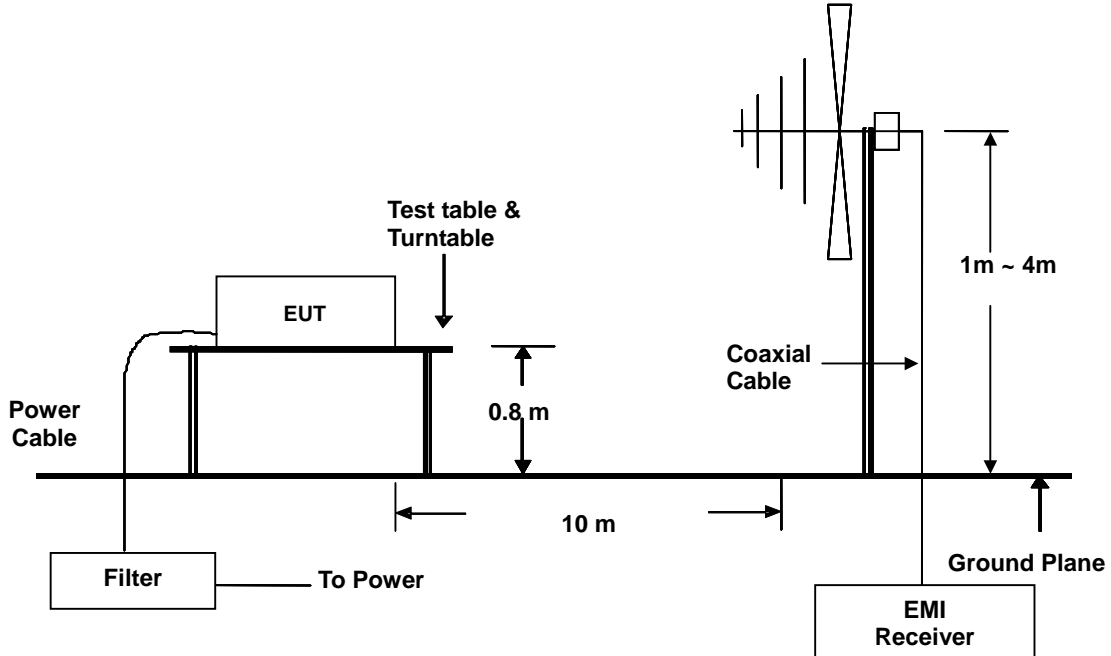 Test table &
Turntable
EUT
1m ~ 4m
Coaxial
Cable
0.8 m
Power
Cable
10 m
Ground Plane
Filter
To Power
EMI
Receiver